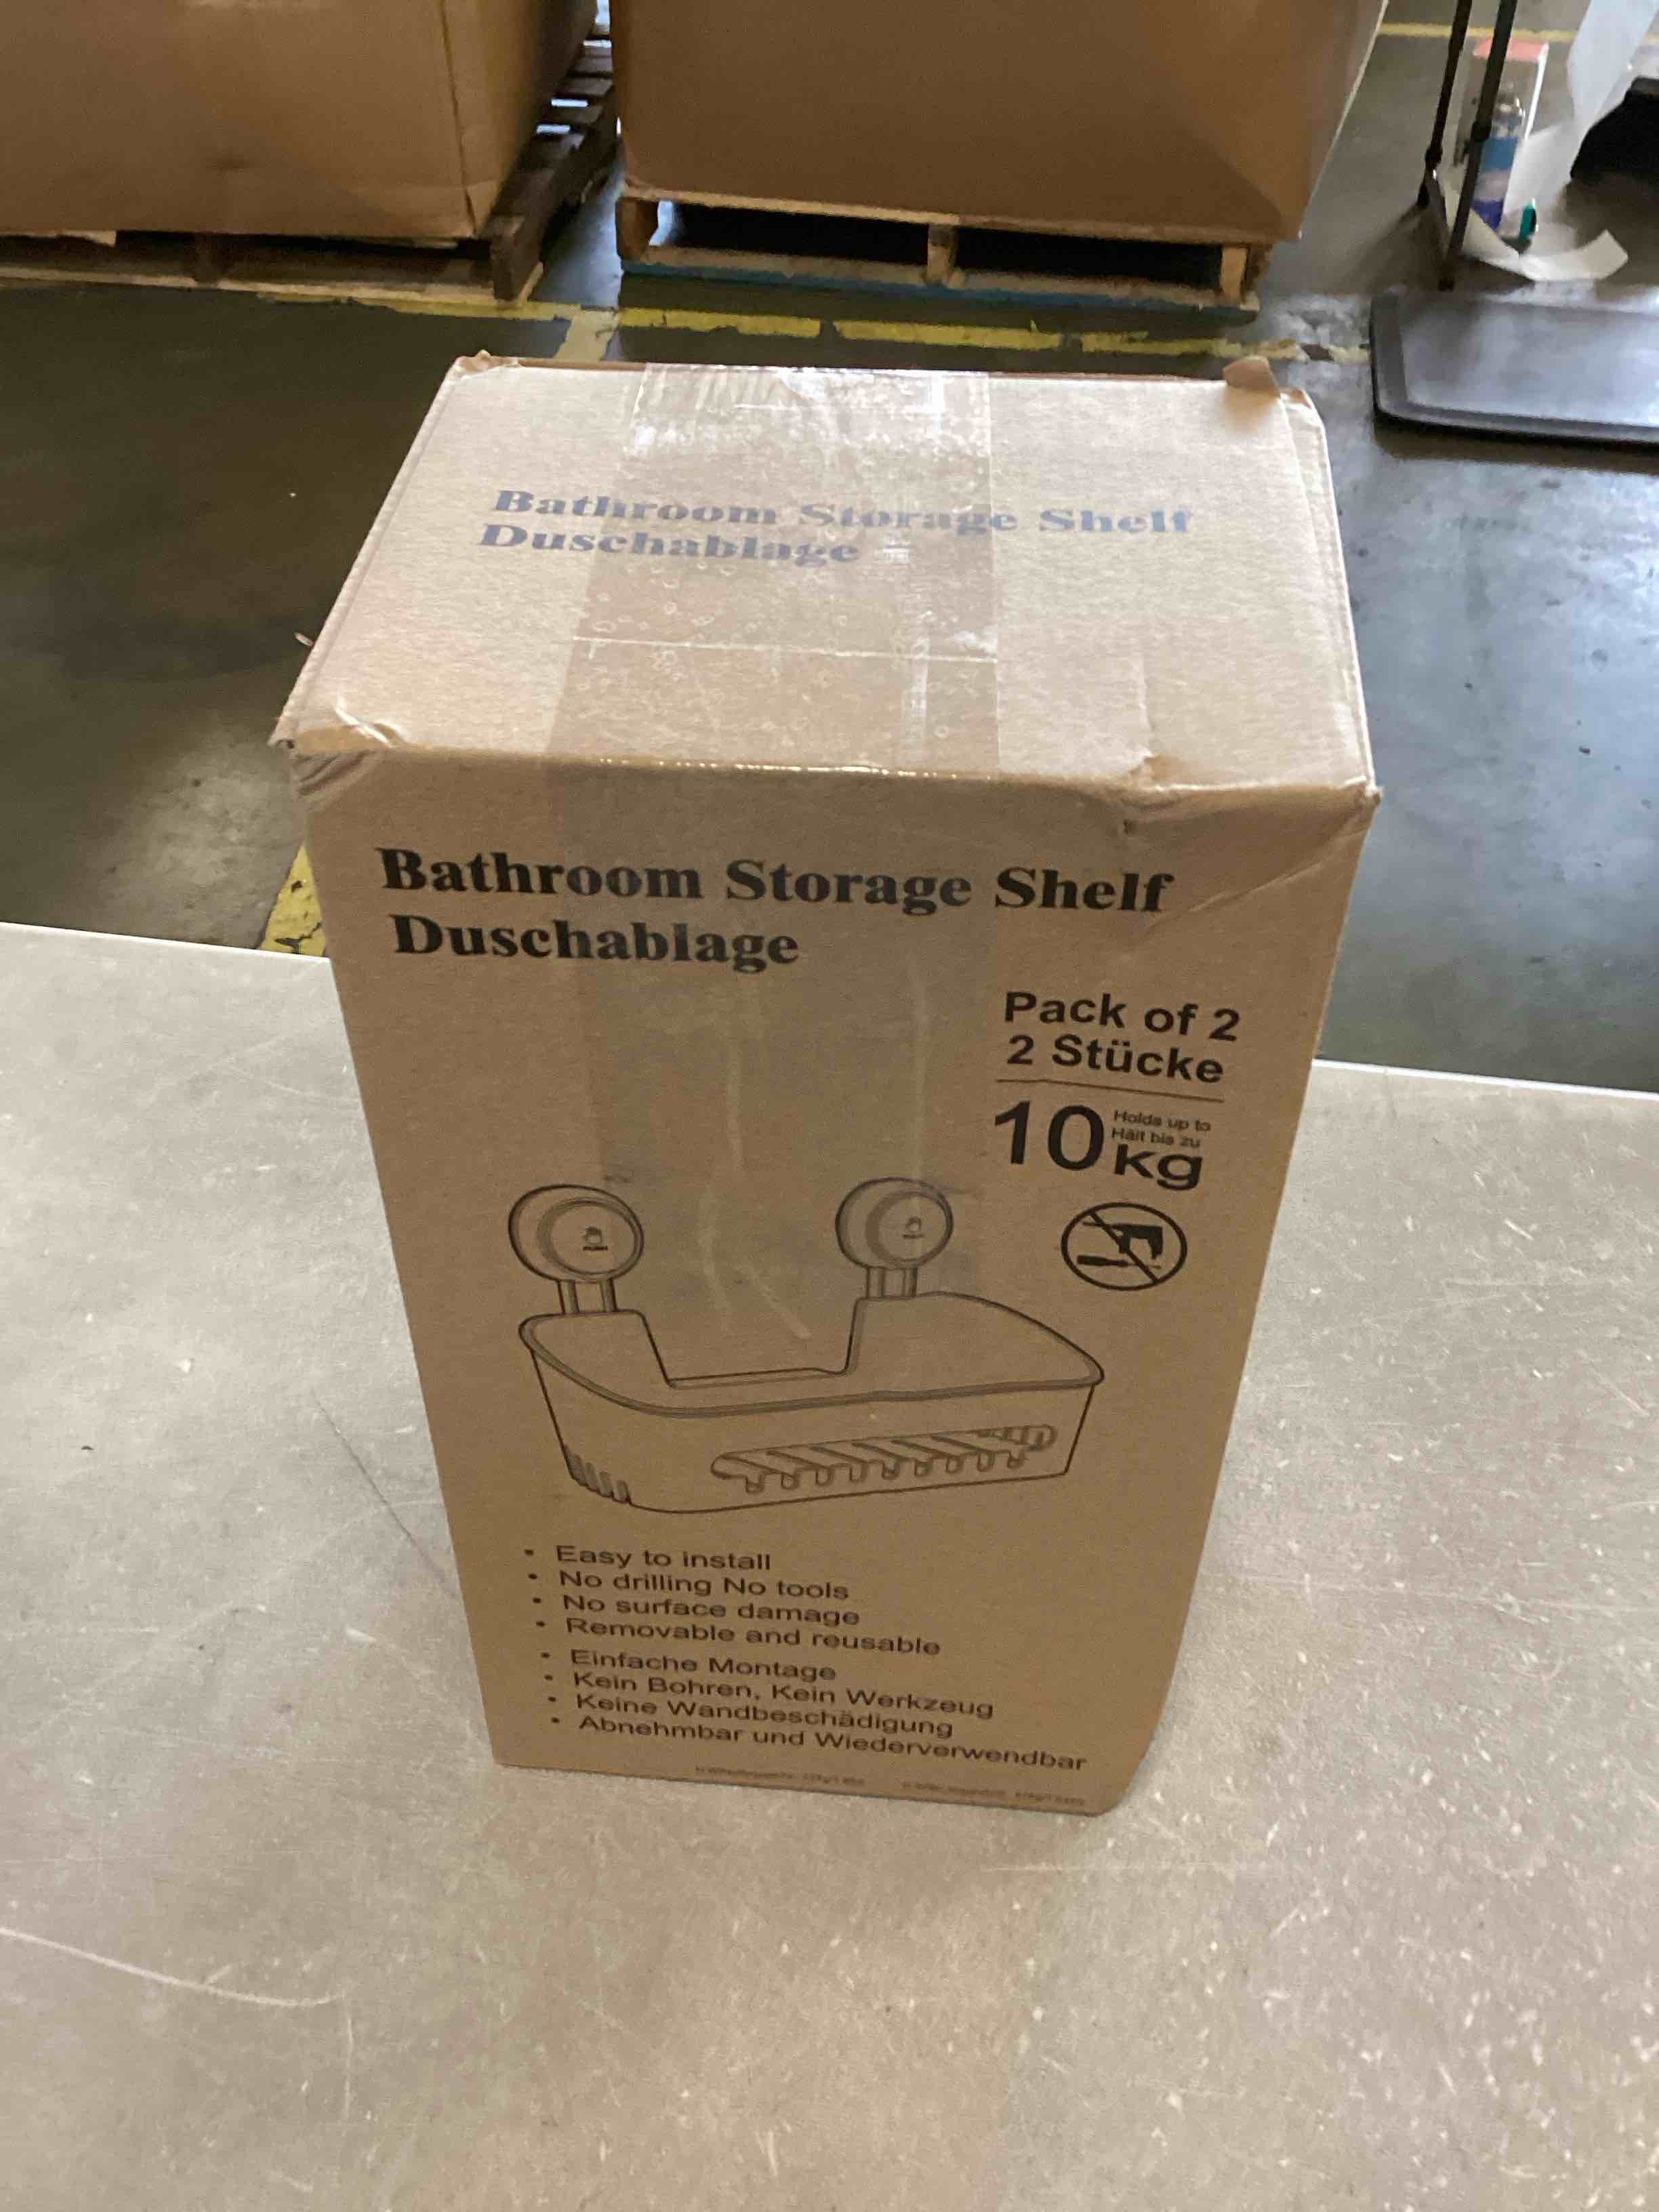 Bathroom Storage Shelf
Duschablage
Bathroom Storage Shelf
Duschablage
Pack of 2
2 Stücke
10 kg
Holds up to
Hält bis zu
Easy to install
No drilling No tools
No surface damage
Removable and reusable
Einfache Montage
Kein Bohren, Kein Werkzeug
Keine Wandbeschädigung
Abnehmbar und Wiederverwendbar